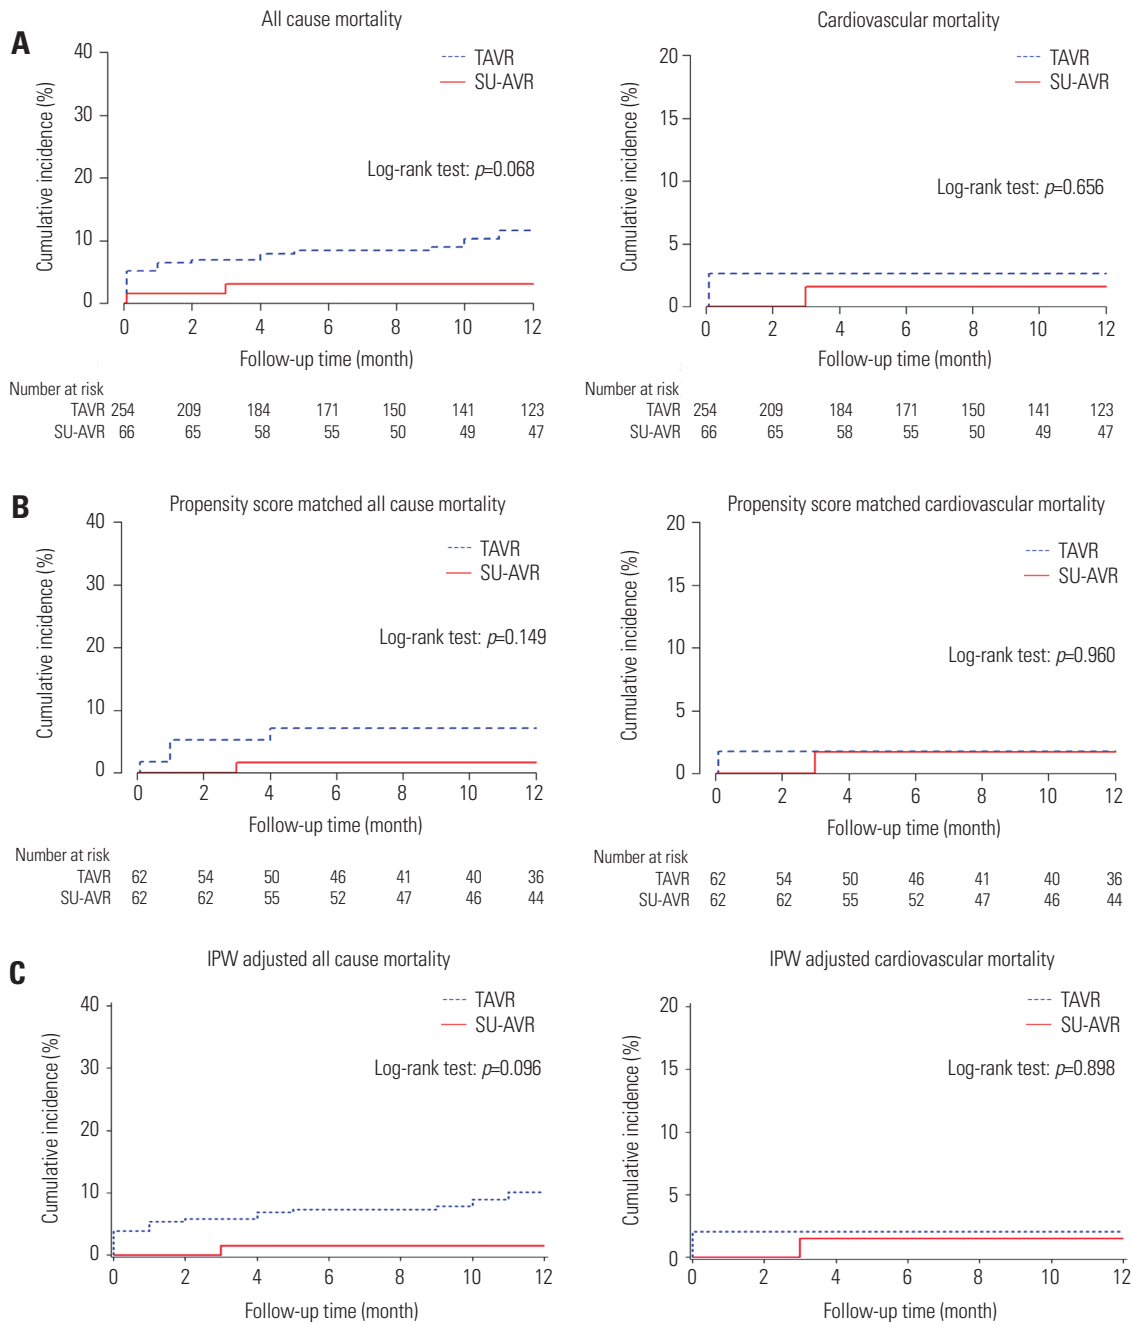 A
All cause mortality
Cumulative incidence (%)
40
30
20
10
0
TAVR
SU-AVR
Log-rank test: p=0.068
0 2 4 6 8 10 12
Follow-up time (month)
Number at risk
TAVR 254 209 184 171 150 141 123
SU-AVR 66 65 58 55 50 49 47
Cardiovascular mortality
Cumulative incidence (%)
20
15
10
5
0
TAVR
SU-AVR
Log-rank test: p=0.656
0 2 4 6 8 10 12
Follow-up time (month)
Number at risk
TAVR 254 209 184 171 150 141 123
SU-AVR 66 65 58 55 50 49 47
B
Propensity score matched all cause mortality
Cumulative incidence (%)
40
30
20
10
0
TAVR
SU-AVR
Log-rank test: p=0.149
0 2 4 6 8 10 12
Follow-up time (month)
Number at risk
TAVR 62 54 50 46 41 40 36
SU-AVR 62 62 55 52 47 46 44
Propensity score matched cardiovascular mortality
Cumulative incidence (%)
20
15
10
5
0
TAVR
SU-AVR
Log-rank test: p=0.960
0 2 4 6 8 10 12
Follow-up time (month)
Number at risk
TAVR 62 54 50 46 41 40 36
SU-AVR 62 62 55 52 47 46 44
C
IPW adjusted all cause mortality
Cumulative incidence (%)
40
30
20
10
0
TAVR
SU-AVR
Log-rank test: p=0.096
0 2 4 6 8 10 12
Follow-up time (month)
IPW adjusted cardiovascular mortality
Cumulative incidence (%)
20
15
10
5
0
TAVR
SU-AVR
Log-rank test: p=0.898
0 2 4 6 8 10 12
Follow-up time (month)